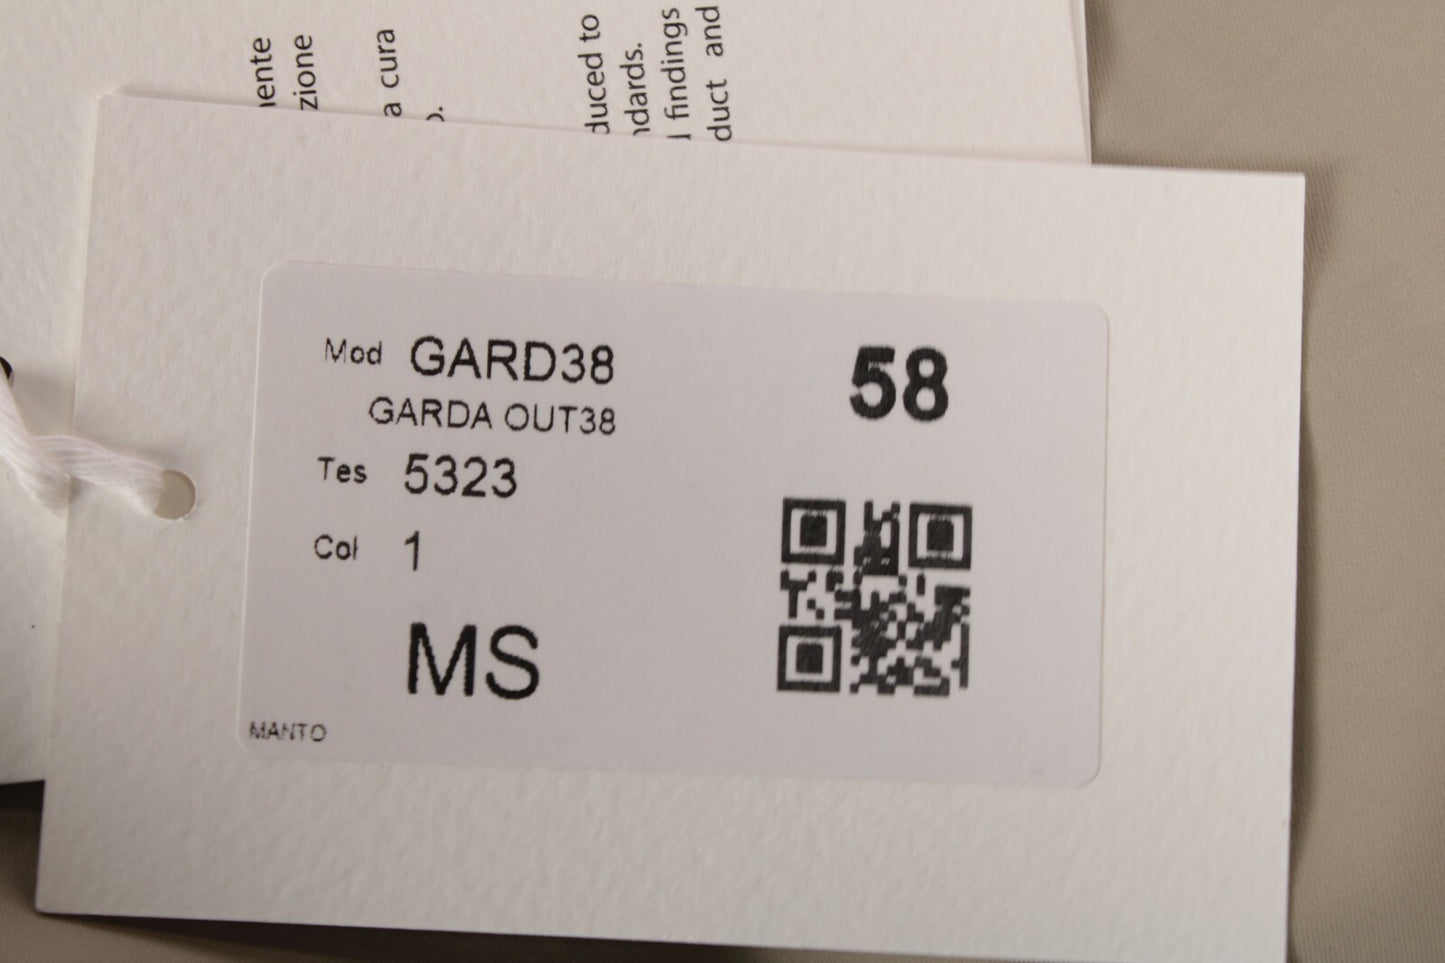 mente
zione
a cura
o.
duced to
ndards.
d findings
duct and
Mod GARD38
GARDA OUT38
Tes 5323
Col 1
MS
MANTO
58